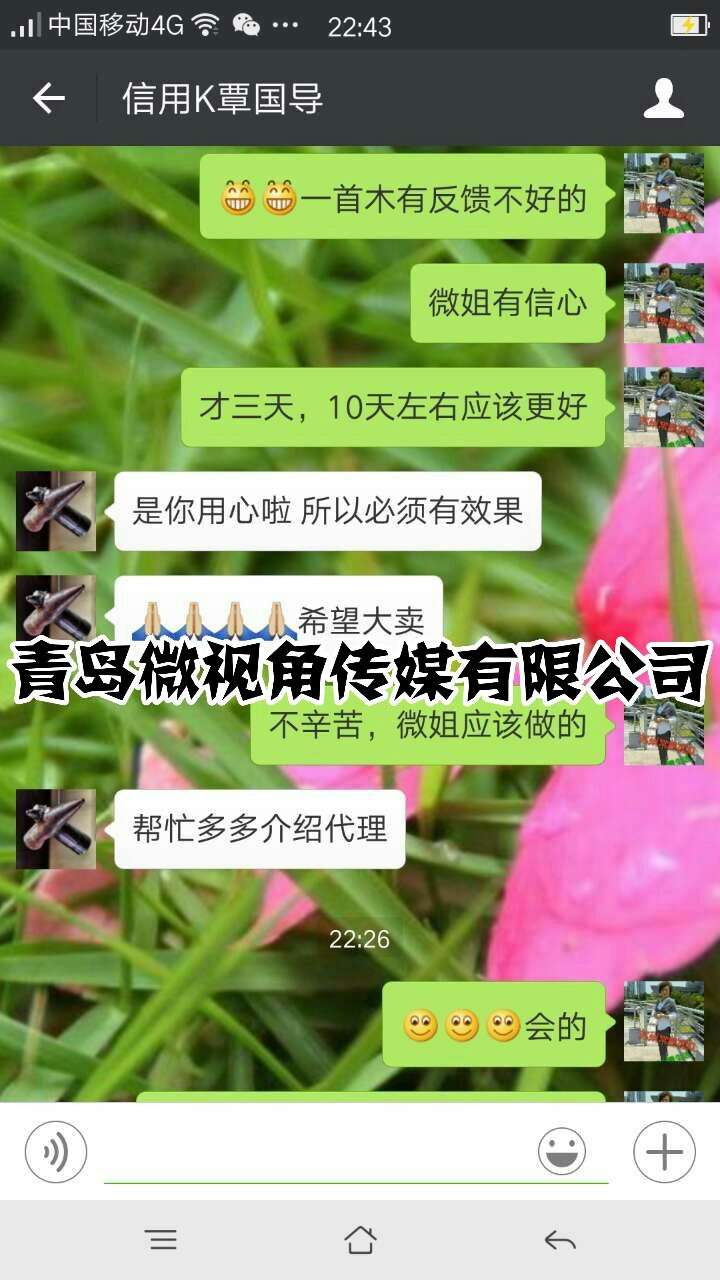 中国移动4G
22:43
信用K覃国导
一首木有反馈不好的
微姐有信心
才三天，10天左右应该更好
是你用心啦 所以必须有效果
希望大卖
青岛微视角传媒有限公司
不辛苦，微姐应该做的
帮忙多多介绍代理
22:26
会的